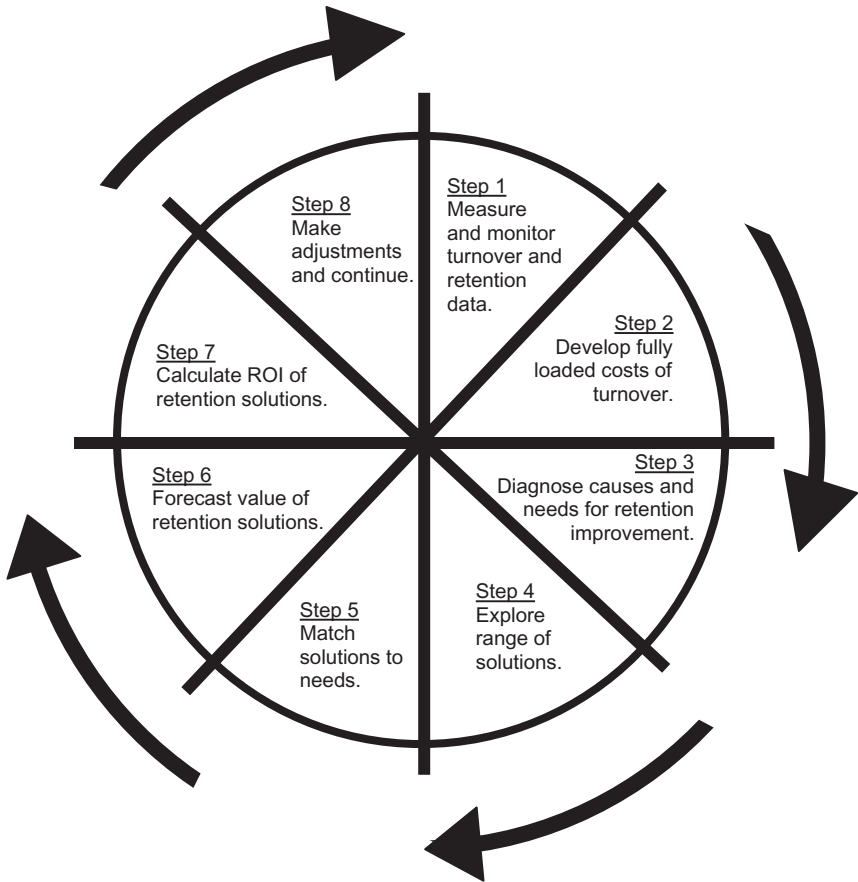 Step 1
Measure
and monitor
turnover and
retention
data.
Step 2
Develop fully
loaded costs of
turnover.
Step 3
Diagnose causes and
needs for retention
improvement.
Step 4
Explore
range of
solutions.
Step 5
Match
solutions to
needs.
Step 6
Forecast value of
retention solutions.
Step 7
Calculate ROI of
retention solutions.
Step 8
Make
adjustments
and continue.